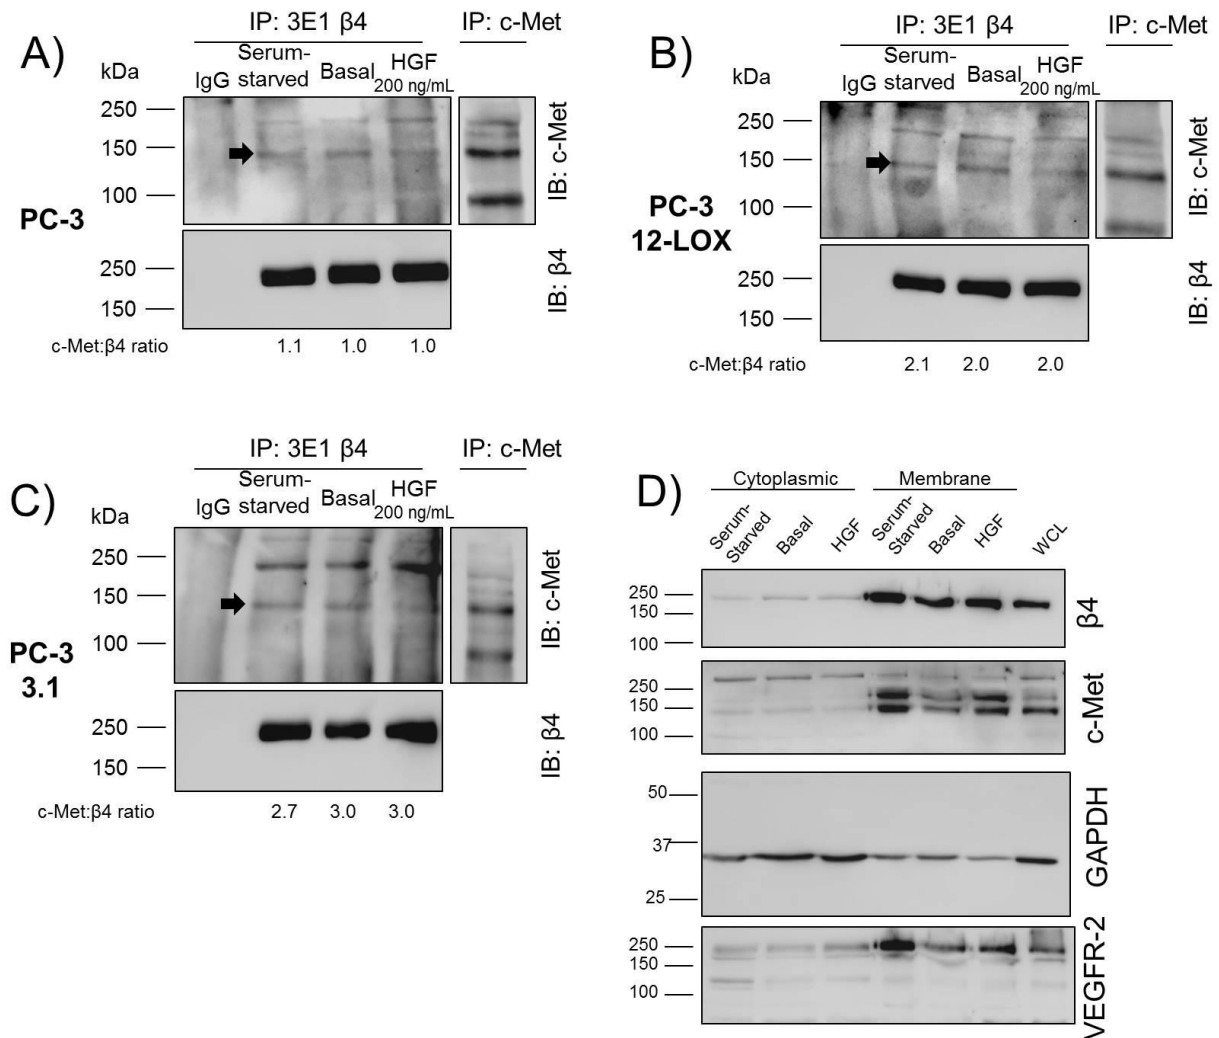 A)
IP: 3E1 β4
IP: c-Met
kDa
IgG
Serum-
starved
Basal
HGF
200 ng/mL
250
150
100
IB: c-Met
PC-3
250
150
IB: β4
c-Met:β4 ratio 1.1 1.0 1.0
B)
IP: 3E1 β4
IP: c-Met
kDa
IgG
Serum-
starved
Basal
HGF
200 ng/mL
250
150
100
IB: c-Met
PC-3
12-LOX
250
150
IB: β4
c-Met:β4 ratio 2.1 2.0 2.0
C)
IP: 3E1 β4
IP: c-Met
kDa
IgG
Serum-
starved
Basal
HGF
200 ng/mL
250
150
100
IB: c-Met
PC-3
3.1
250
150
IB: β4
c-Met:β4 ratio 2.7 3.0 3.0
D)
Cytoplasmic
Membrane
Serum-
Starved
Basal
HGF
Serum-
Starved
Basal
HGF
WCL
250
150
100
β4
250
150
100
c-Met
50
37
25
GAPDH
250
150
100
VEGFR-2